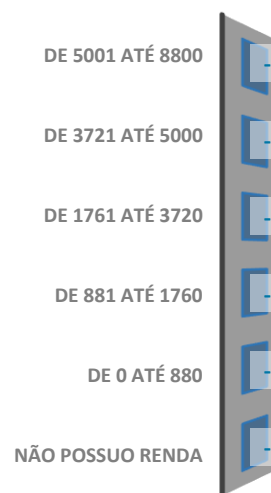 DE 5001 ATÉ 8800
DE 3721 ATÉ 5000
DE 1761 ATÉ 3720
DE 881 ATÉ 1760
DE 0 ATÉ 880
NÃO POSSUO RENDA